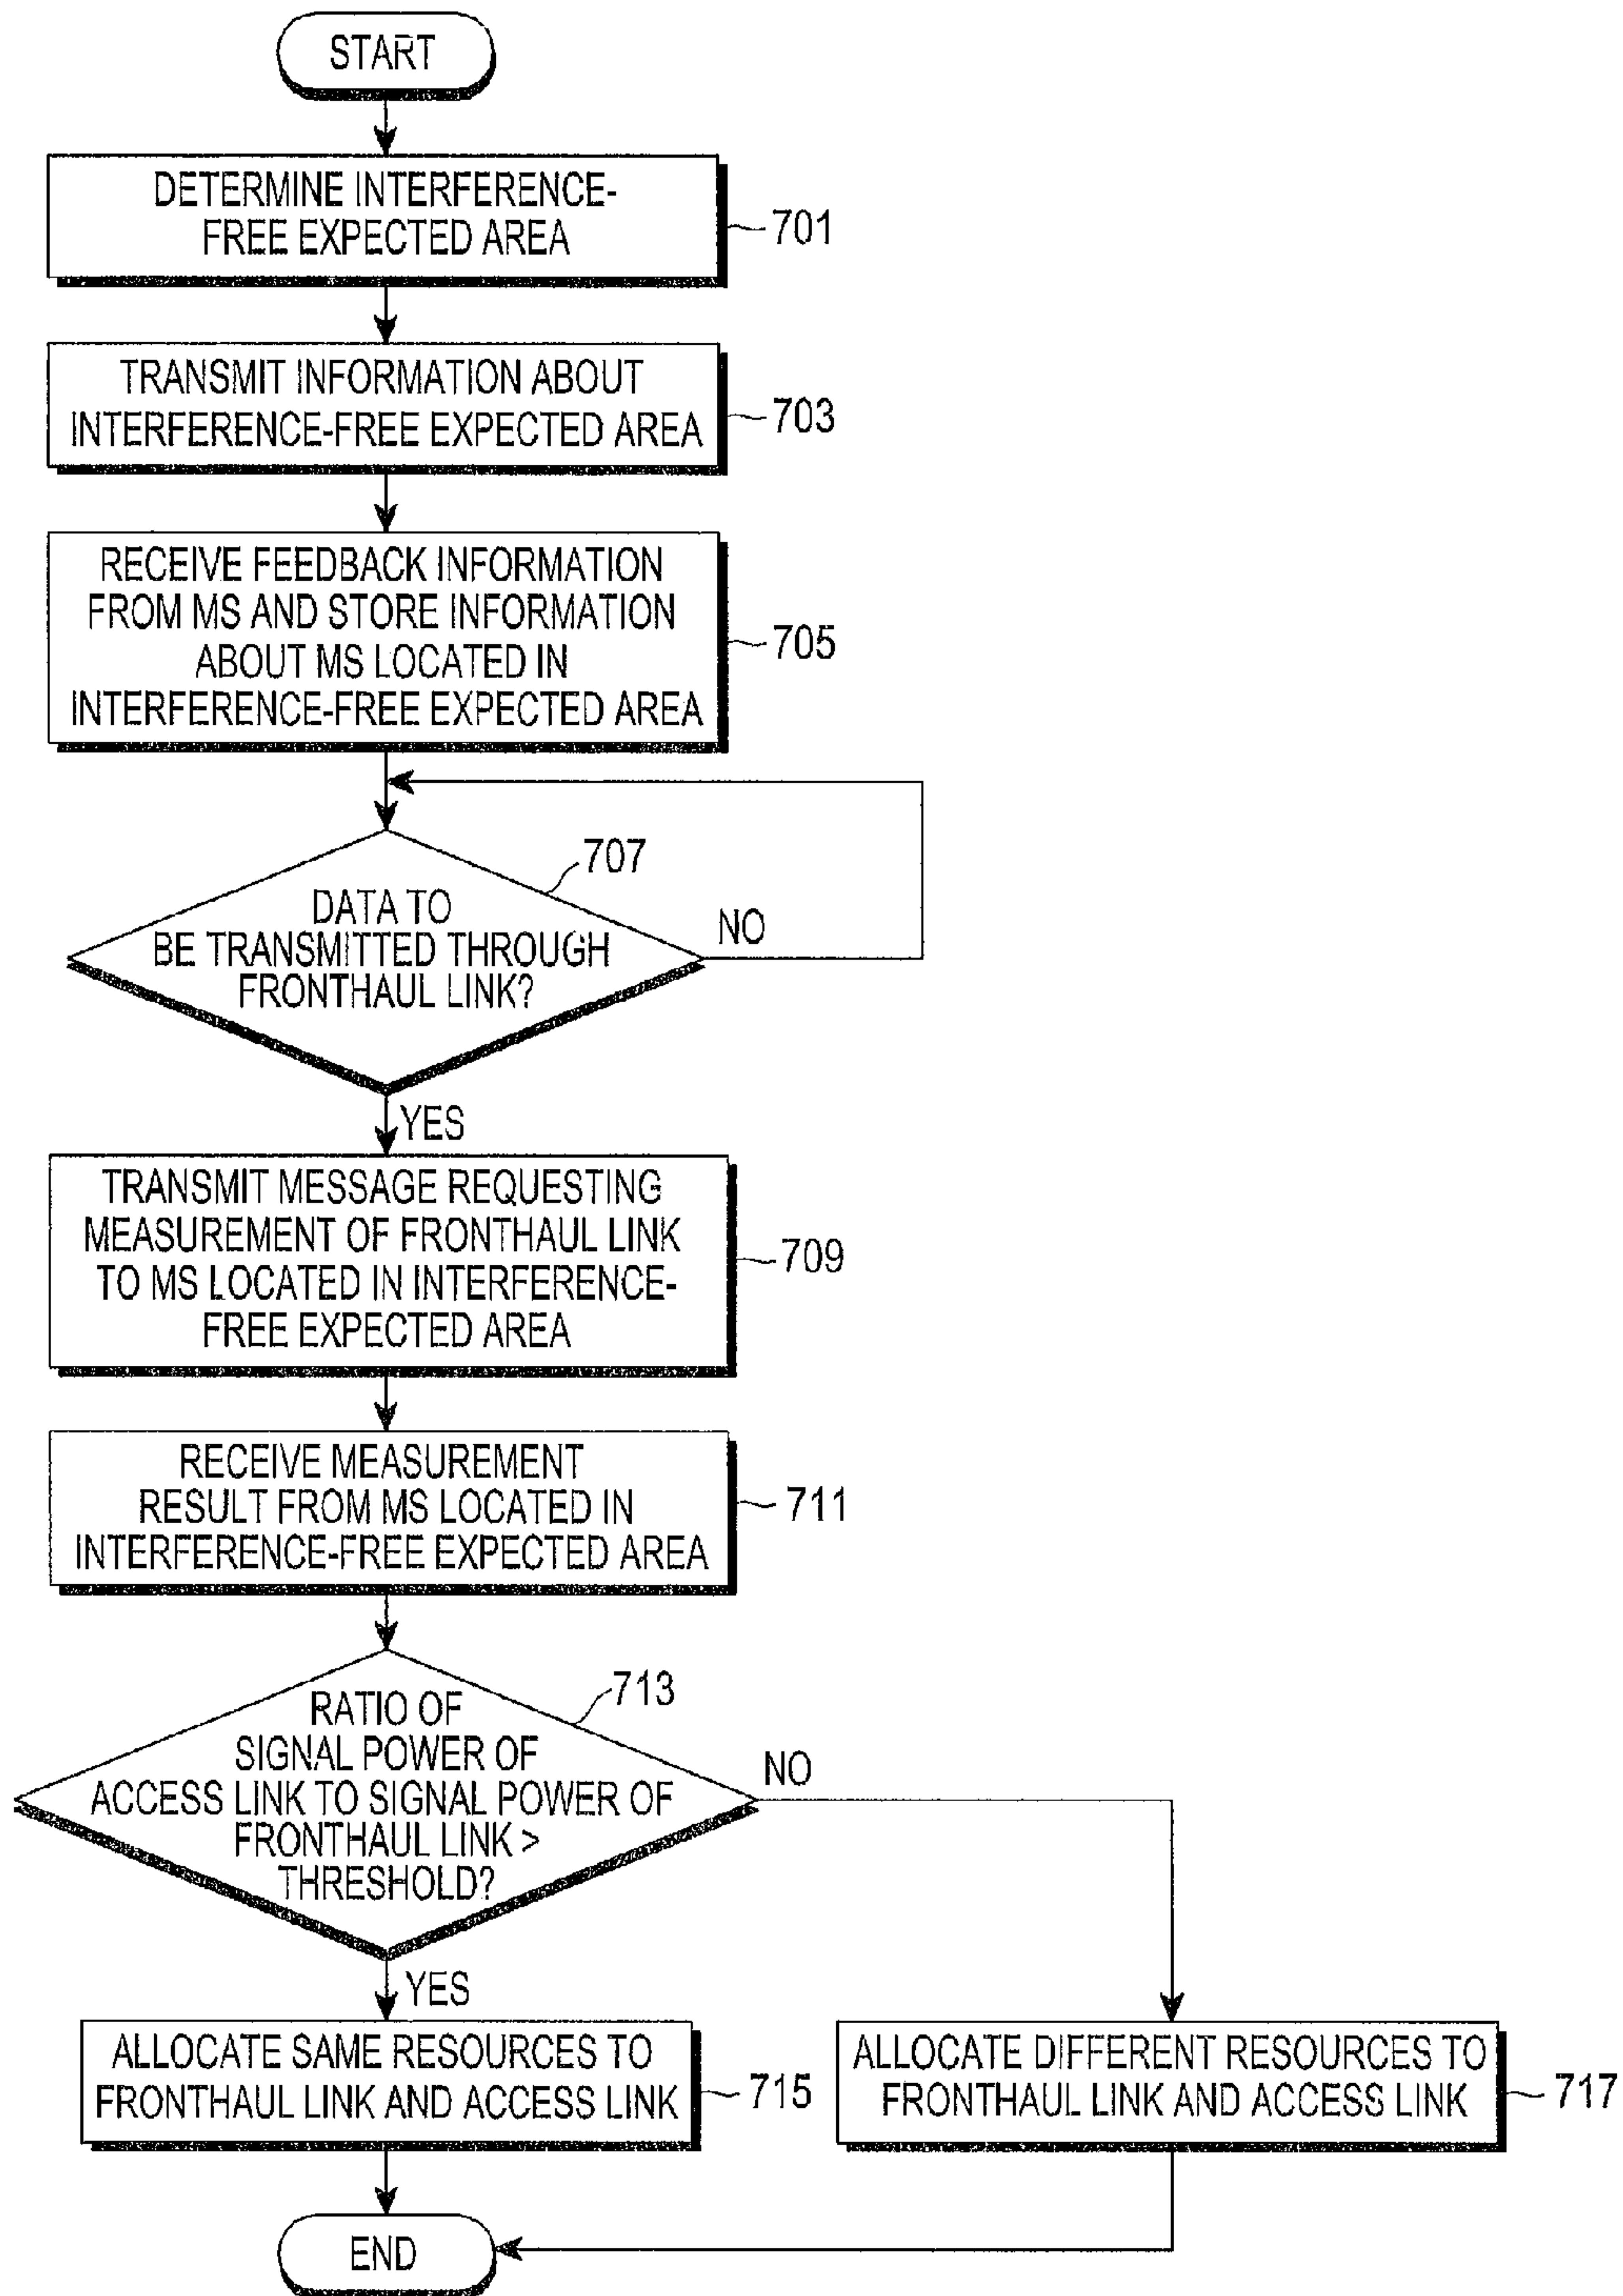 START
DETERMINE INTERFERENCE-
FREE EXPECTED AREA
701
TRANSMIT INFORMATION ABOUT
INTERFERENCE-FREE EXPECTED AREA
703
RECEIVE FEEDBACK INFORMATION
FROM MS AND STORE INFORMATION
ABOUT MS LOCATED IN
INTERFERENCE-FREE EXPECTED AREA
705
707
DATA TO
BE TRANSMITTED THROUGH
FRONTHAUL LINK?
NO
YES
TRANSMIT MESSAGE REQUESTING
MEASUREMENT OF FRONTHAUL LINK
TO MS LOCATED IN INTERFERENCE-
FREE EXPECTED AREA
709
RECEIVE MEASUREMENT
RESULT FROM MS LOCATED IN
INTERFERENCE-FREE EXPECTED AREA
711
713
RATIO OF
SIGNAL POWER OF
ACCESS LINK TO SIGNAL POWER OF
FRONTHAUL LINK >
THRESHOLD?
NO
YES
ALLOCATE SAME RESOURCES TO
FRONTHAUL LINK AND ACCESS LINK
715
ALLOCATE DIFFERENT RESOURCES TO
FRONTHAUL LINK AND ACCESS LINK
717
END